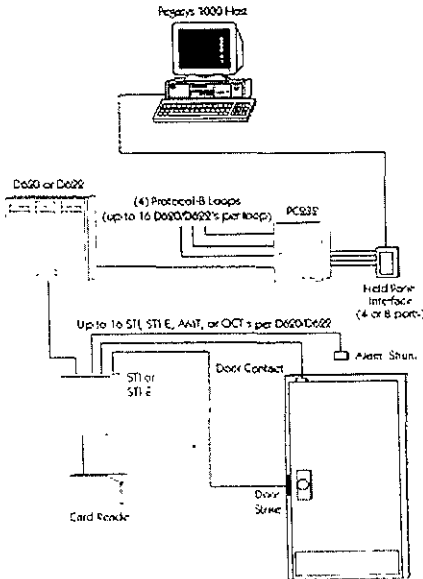 Pegasys 1000 Host
D620 or D622
(4) Protocol-B Loops
(up to 16 D620/D622's per loop)
PC232
Field Panel
Interface
(4 or 8 ports)
Up to 16 STI, STI-E, AMT, or OCT's per D620/D622
Alarm Shunt
Door Contact
STI or
STI-E
Door
Strike
Card Reader